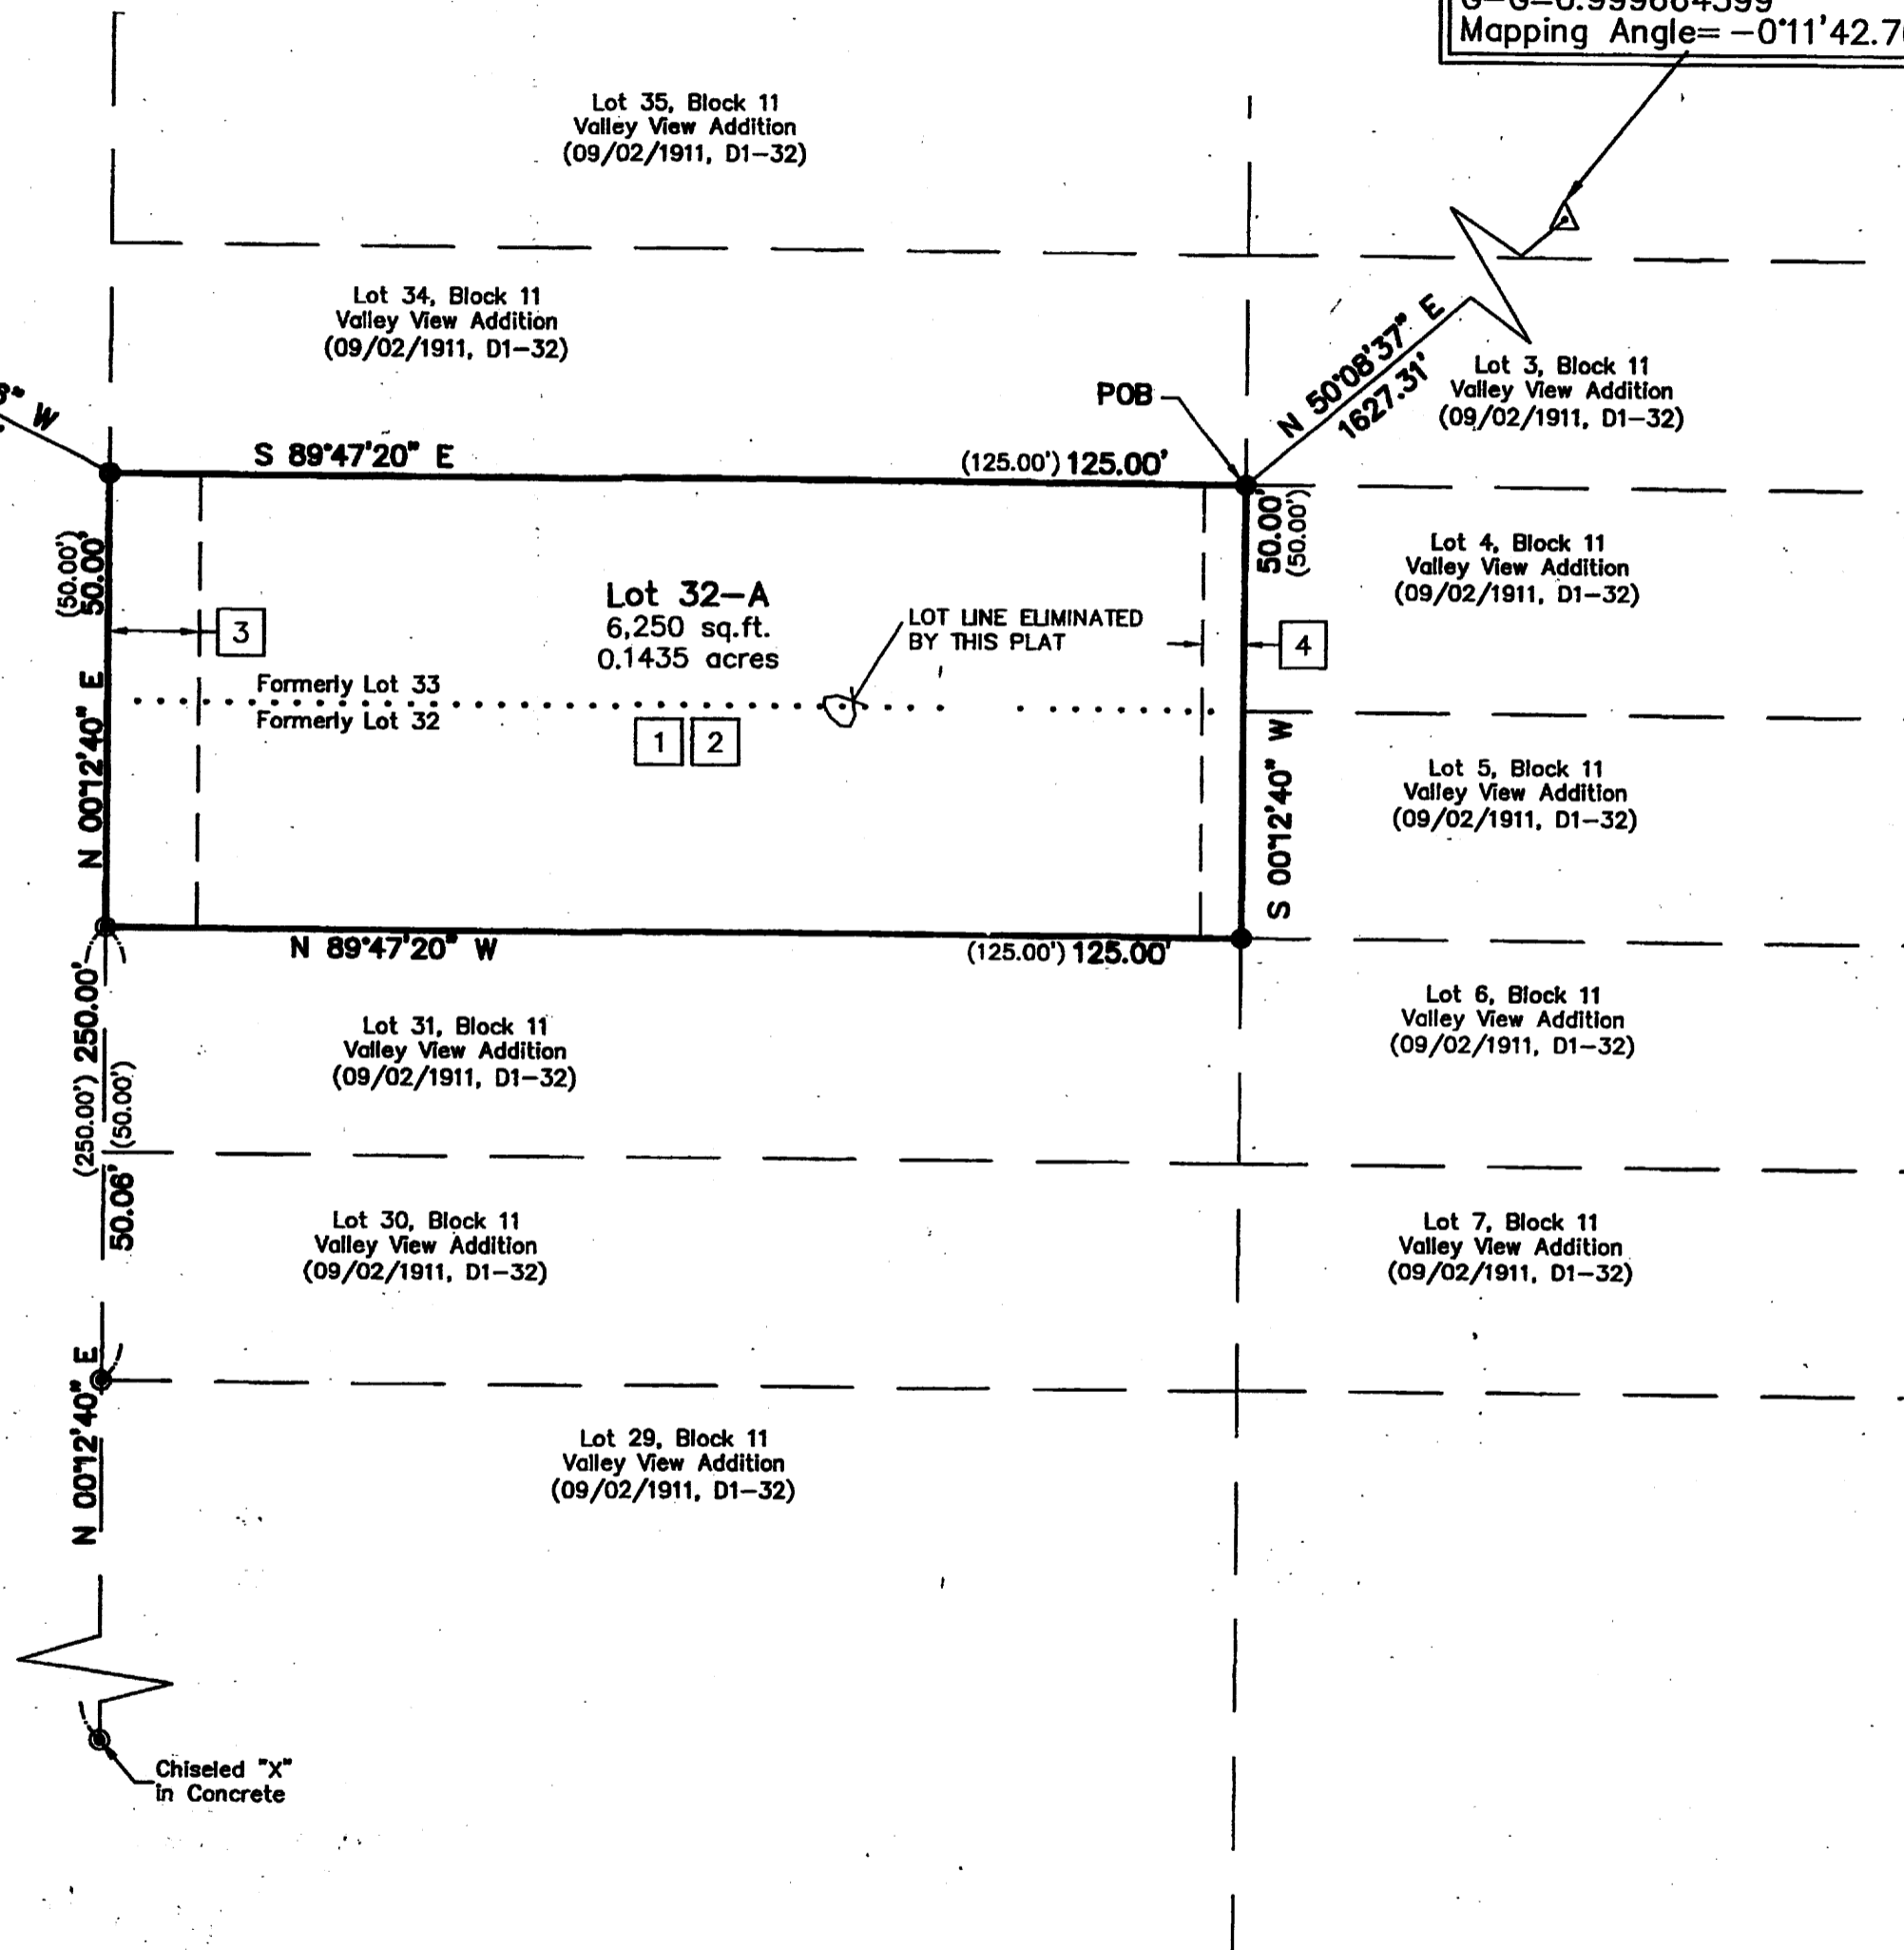 G-G=0.999684599
Mapping Angle= -0°11'42.7
Lot 35, Block 11
Valley View Addition
(09/02/1911, D1-32)
Lot 34, Block 11
Valley View Addition
(09/02/1911, D1-32)
Lot 3, Block 11
Valley View Addition
(09/02/1911, D1-32)
N 50°08'37" E
1627.31'
POB
" W
S 89°47'20" E
(125.00') 125.00'
(50.00')
50.00'
50.00'
(50.00')
Lot 4, Block 11
Valley View Addition
(09/02/1911, D1-32)
Lot 32-A
6,250 sq.ft.
0.1435 acres
LOT LINE ELIMINATED
BY THIS PLAT
3
4
Formerly Lot 33
Formerly Lot 32
1 2
N 00°12'40" E
S 00°12'40" W
Lot 5, Block 11
Valley View Addition
(09/02/1911, D1-32)
N 89°47'20" W
(125.00') 125.00'
(250.00') 250.00'
(50.00')
50.06'
Lot 31, Block 11
Valley View Addition
(09/02/1911, D1-32)
Lot 6, Block 11
Valley View Addition
(09/02/1911, D1-32)
Lot 30, Block 11
Valley View Addition
(09/02/1911, D1-32)
Lot 7, Block 11
Valley View Addition
(09/02/1911, D1-32)
N 00°12'40" E
Lot 29, Block 11
Valley View Addition
(09/02/1911, D1-32)
Chiseled "X"
in Concrete